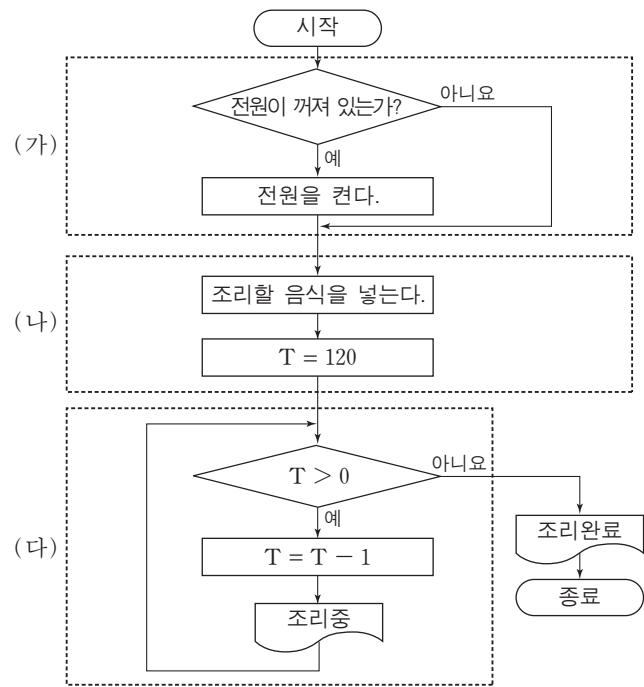 시작
전원이 꺼져 있는가?
아니요
(가)
예
전원을 켠다.
조리할 음식을 넣는다.
(나)
T = 120
T > 0
아니요
예
조리완료
(다)
T = T − 1
종료
조리중